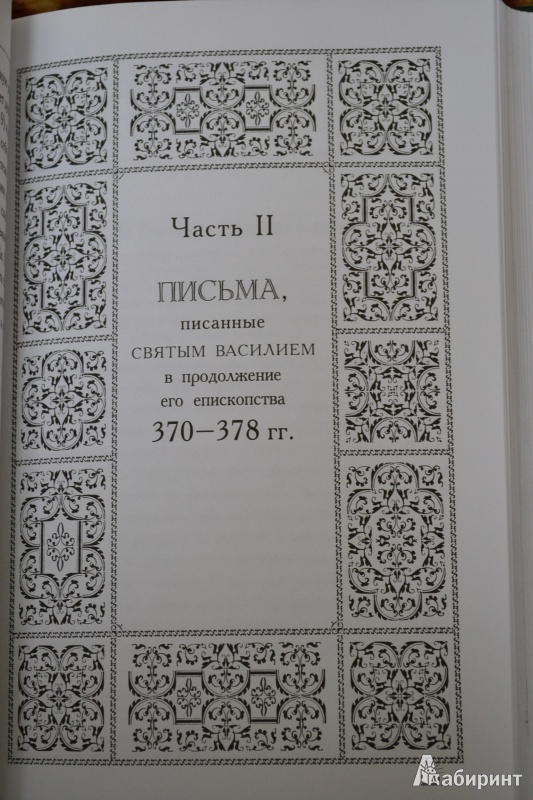 Часть II
ПИСЬМА,
писанные
СВЯТЫМ ВАСИЛИЕМ
в продолжение
его епископства
370—378 гг.
Лабиринт